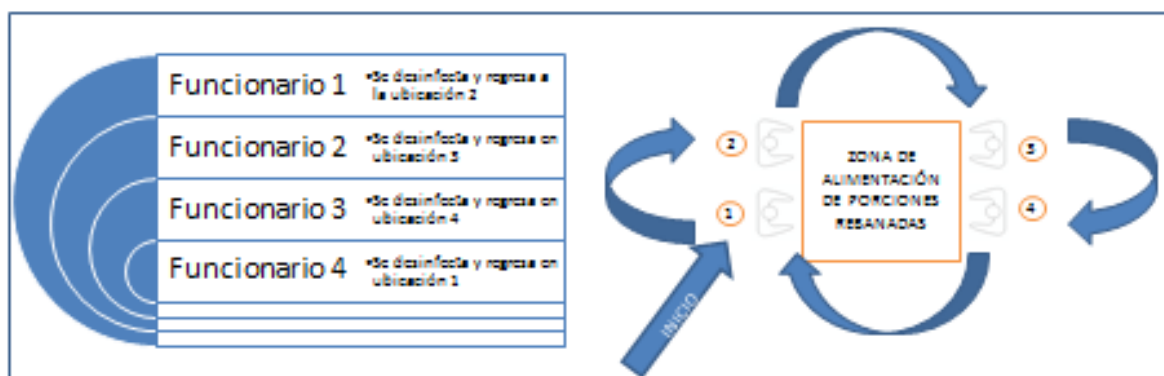 Funcionario 1
•Se desinfecta y regresa a
la ubicación 2
Funcionario 2
•Se desinfecta y regresa en
ubicación 3
Funcionario 3
•Se desinfecta y regresa en
ubicación 4
Funcionario 4
•Se desinfecta y regresa en
ubicación 1
2
3
1
4
ZONA DE
ALIMENTACIÓN
DE PORCIONES
REBANADAS
INICIO